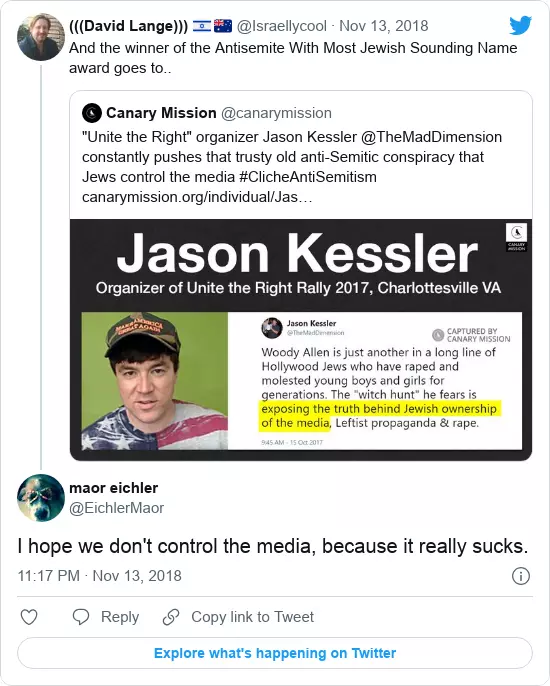 (((David Lange))) 🇮🇱 🇦🇺 @Israellycool · Nov 13, 2018
And the winner of the Antisemite With Most Jewish Sounding Name
award goes to..
Canary Mission @canarymission
"Unite the Right" organizer Jason Kessler @TheMadDimension
constantly pushes that trusty old anti-Semitic conspiracy that
Jews control the media #ClicheAntiSemitism
canarymission.org/individual/Jas…
CANARY
MISSION
Jason Kessler
Organizer of Unite the Right Rally 2017, Charlottesville VA
MAKE AMERICA
GREAT AGAIN
Jason Kessler
@TheMadDimension
CAPTURED BY
CANARY MISSION
Woody Allen is just another in a long line of
Hollywood Jews who have raped and
molested young boys and girls for
generations. The "witch hunt" he fears is
exposing the truth behind Jewish ownership
of the media, Leftist propaganda & rape.
9:45 AM - 15 Oct 2017
maor eichler
@EichlerMaor
I hope we don't control the media, because it really sucks.
11:17 PM · Nov 13, 2018
Reply
Copy link to Tweet
Explore what's happening on Twitter